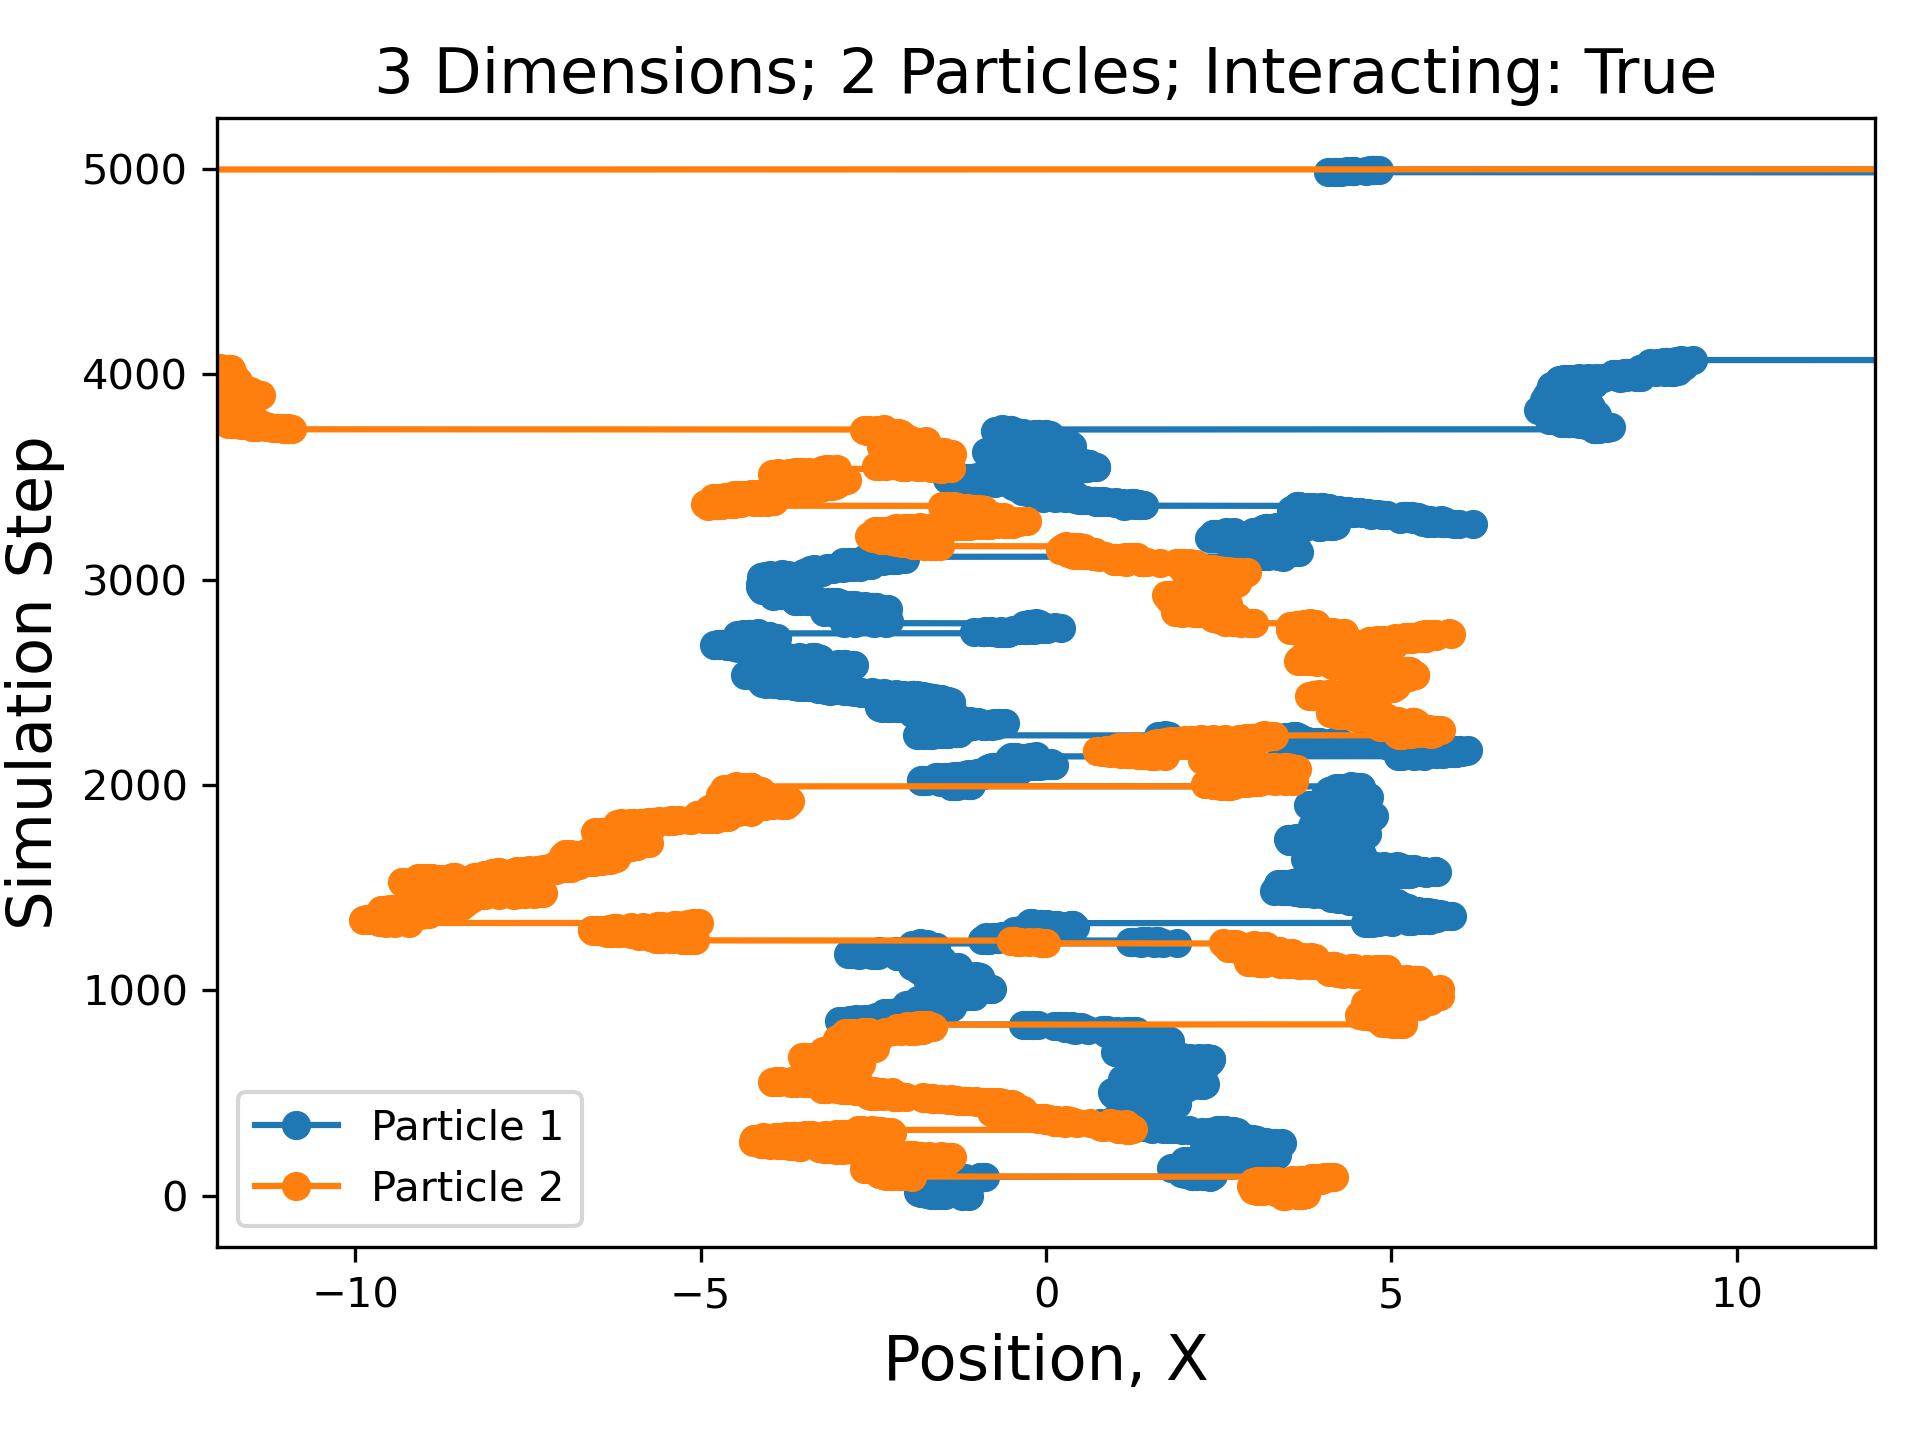 3 Dimensions; 2 Particles; Interacting: True
Simulation Step
5000
4000
3000
2000
1000
0
Particle 1
Particle 2
−10
−5
0
5
10
Position, X